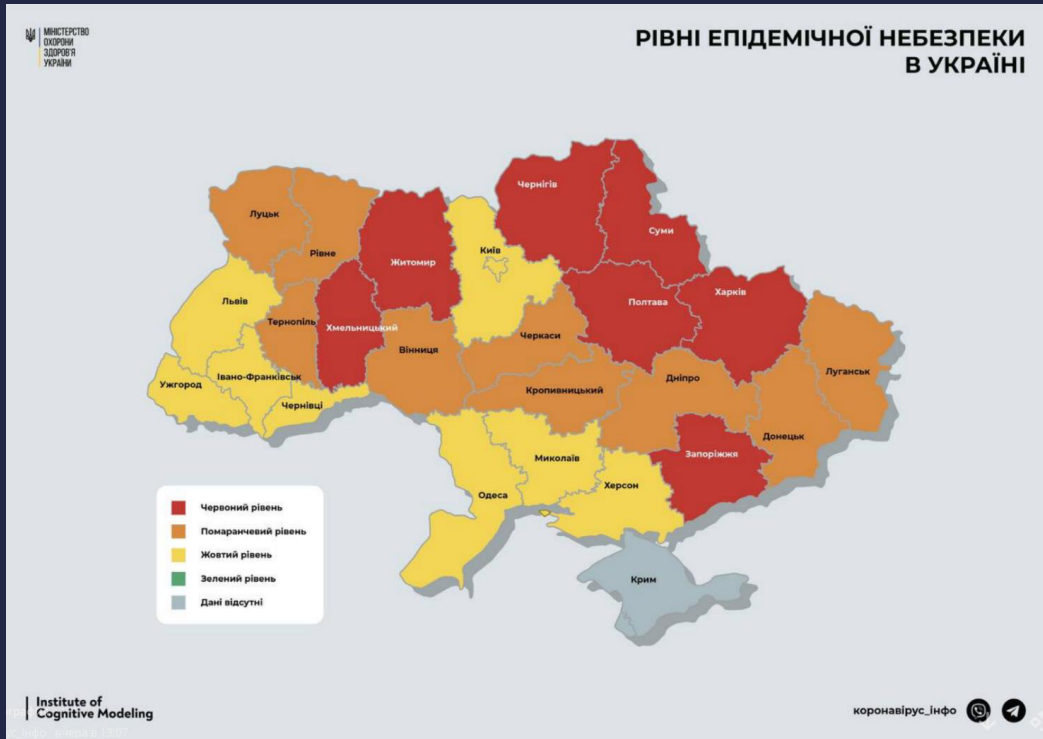 МІНІСТЕРСТВО
ОХОРОНИ
ЗДОРОВ'Я
УКРАЇНИ
РІВНІ ЕПІДЕМІЧНОЇ НЕБЕЗПЕКИ
В УКРАЇНІ
Чернігів
Луцьк
Суми
Київ
Рівне
Житомир
Харків
Львів
Полтава
Тернопіль
Хмельницький
Черкаси
Вінниця
Луганськ
Івано-Франківськ
Дніпро
Ужгород
Кропивницький
Чернівці
Донецьк
Запоріжжя
Миколаїв
Херсон
Одеса
Крим
Червоний рівень
Помаранчевий рівень
Жовтий рівень
Зелений рівень
Дані відсутні
Institute of
Cognitive Modeling
коронавірус_інфо